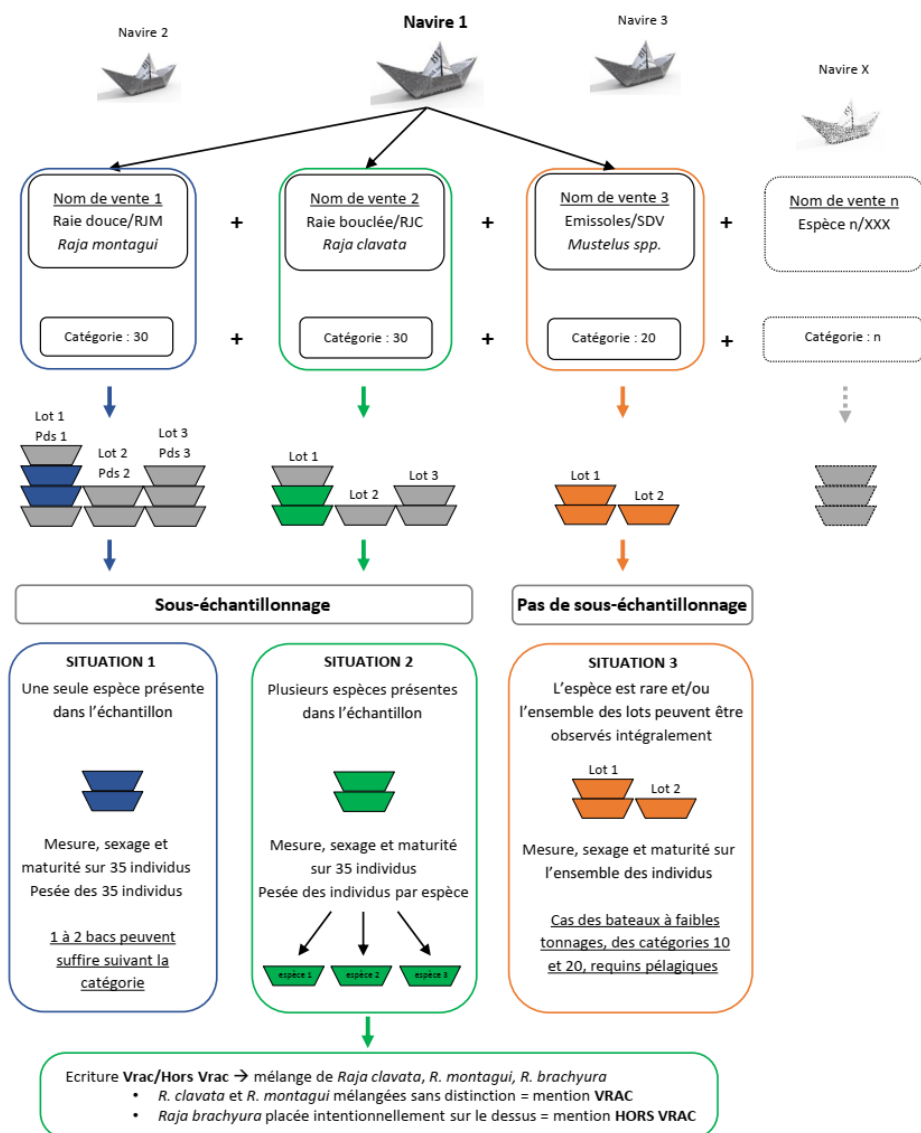 Navire 2
Navire 1
Navire 3
Navire X
Nom de vente 1
Raie douce/RJM
Raja montagui
+
Nom de vente 2
Raie bouclée/RJC
Raja clavata
+
Nom de vente 3
Emissoles/SDV
Mustelus spp.
+
Nom de vente n
Espèce n/XXX
Catégorie : 30
+
Catégorie : 30
+
Catégorie : 20
+
Catégorie : n
Lot 1
Pds 1
Lot 2
Pds 2
Lot 3
Pds 3
Lot 1
Lot 2
Lot 3
Lot 1
Lot 2
Sous-échantillonnage
Pas de sous-échantillonnage
SITUATION 1
Une seule espèce présente
dans l'échantillon
Mesure, sexage et
maturité sur 35 individus
Pesée des 35 individus
1 à 2 bacs peuvent
suffire suivant la
catégorie
SITUATION 2
Plusieurs espèces présentes
dans l'échantillon
Mesure, sexage et maturité
sur 35 individus
Pesée des individus par espèce
espèce 1
espèce 2
espèce 3
SITUATION 3
L'espèce est rare et/ou
l'ensemble des lots peuvent être
observés intégralement
Lot 1
Lot 2
Mesure, sexage et maturité sur
l'ensemble des individus
Cas des bateaux à faibles
tonnages, des catégories 10
et 20, requins pélagiques
Ecriture Vrac/Hors Vrac → mélange de Raja clavata, R. montagui, R. brachyura
• R. clavata et R. montagui mélangées sans distinction = mention VRAC
• Raja brachyura placée intentionnellement sur le dessus = mention HORS VRAC